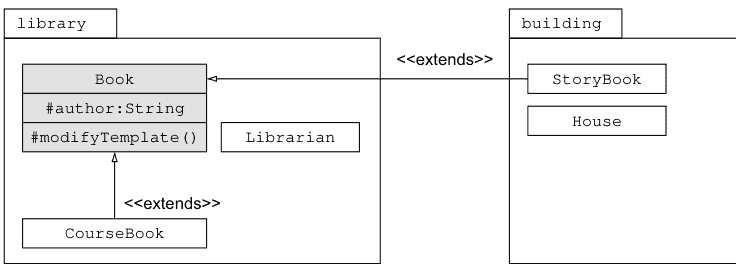 library
building
<<extends>>
Book
StoryBook
#author:String
House
#modifyTemplate()
Librarian
<<extends>>
CourseBook